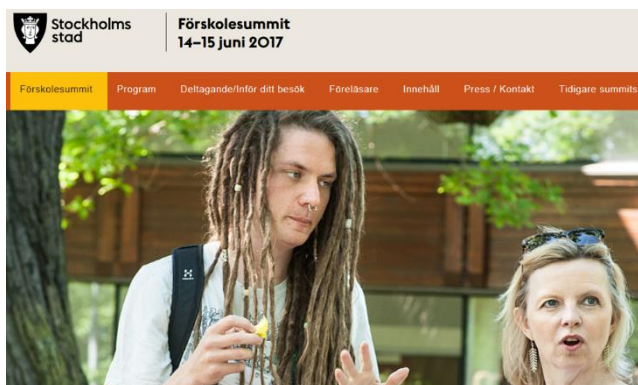 Stockholms
stad
Förskolesummit
14–15 juni 2017
Förskolesummit Program Deltagande/Inför ditt besök Föreläsare Innehåll Press / Kontakt Tidigare summits